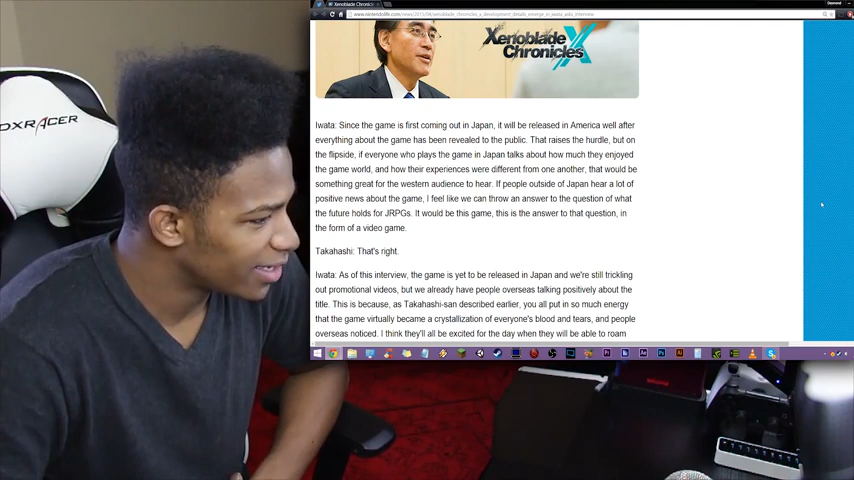 Xenoblade Chronicles
Desmond
www.nintendolife.com/news/2015/04/xenoblade_chronicles_x_development_details_emerge_in_iwata_asks_interview
Xenoblade
Chronicles X
DXRACER
Iwata: Since the game is first coming out in Japan, it will be released in America well after
everything about the game has been revealed to the public. That raises the hurdle, but on
the flipside, if everyone who plays the game in Japan talks about how much they enjoyed
the game world, and how their experiences were different from one another, that would be
something great for the western audience to hear. If people outside of Japan hear a lot of
positive news about the game, I feel like we can throw an answer to the question of what
the future holds for JRPGs. It would be this game, this is the answer to that question, in
the form of a video game.
Takahashi: That's right.
Iwata: As of this interview, the game is yet to be released in Japan and we're still trickling
out promotional videos, but we already have people overseas talking positively about the
title. This is because, as Takahashi-san described earlier, you all put in so much energy
that the game virtually became a crystallization of everyone's blood and tears, and people
overseas noticed. I think they'll all be excited for the day when they will be able to roam